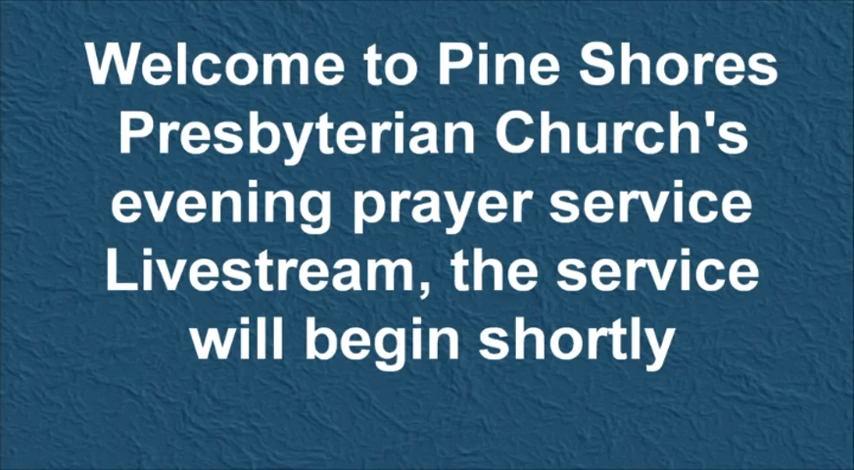 Welcome to Pine Shores
Presbyterian Church's
evening prayer service
Livestream, the service
will begin shortly